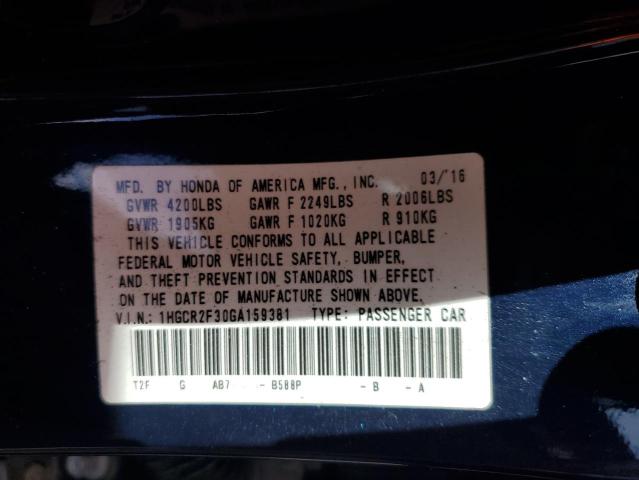 MFD. BY HONDA OF AMERICA MFG., INC. 03/'16
GVWR 4200LBS GAWR F 2249LBS R 2006LBS
GVWR 1905KG GAWR F 1020KG R 910KG
THIS VEHICLE CONFORMS TO ALL APPLICABLE
FEDERAL MOTOR VEHICLE SAFETY, BUMPER,
AND THEFT PREVENTION STANDARDS IN EFFECT
ON THE DATE OF MANUFACTURE SHOWN ABOVE.
V.I.N.: 1HGCR2F30GA159381 TYPE: PASSENGER CAR
T2F G AB7 - B588P - B - A